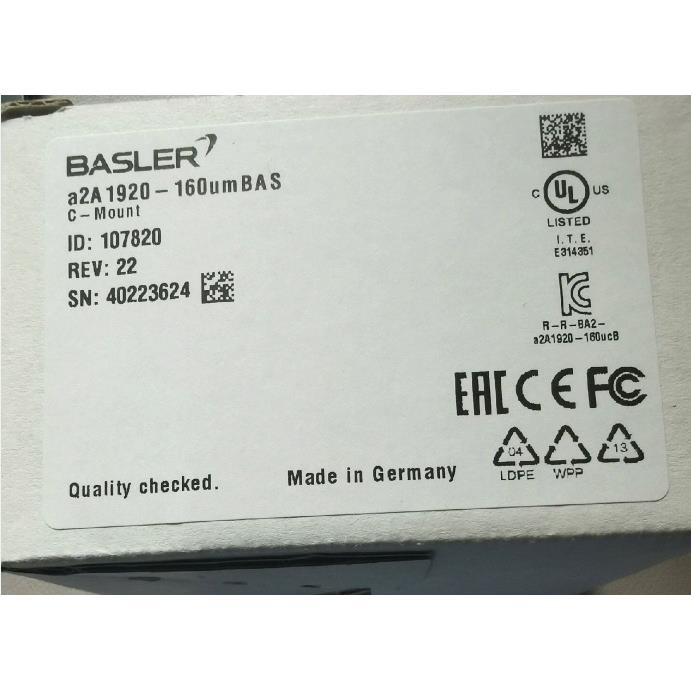 BASLER
a2A1920-160umBAS
C-Mount
ID: 107820
REV: 22
SN: 40223624
Quality checked.
Made in Germany
C UL US
LISTED
I.T.E.
E314351
R-R-BA2-
a2A1920-160ucB
EAC CE FC
04
LDPE
WPP
13